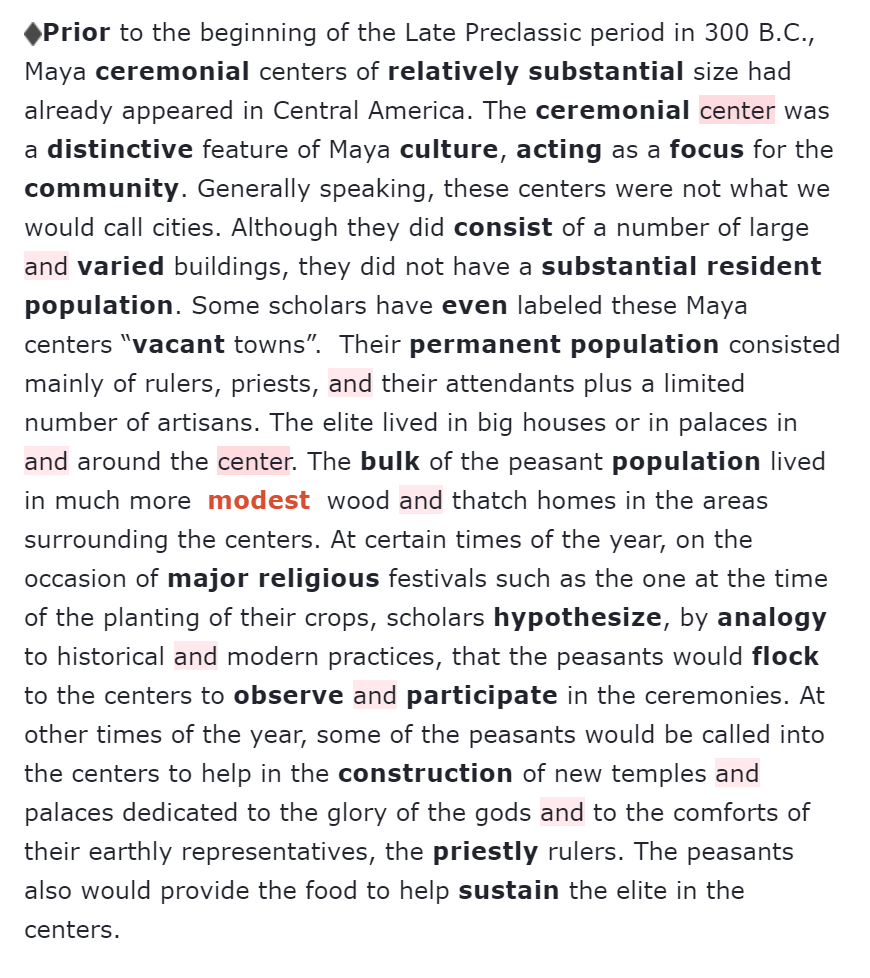 ♦Prior to the beginning of the Late Preclassic period in 300 B.C.,
Maya ceremonial centers of relatively substantial size had
already appeared in Central America. The ceremonial center was
a distinctive feature of Maya culture, acting as a focus for the
community. Generally speaking, these centers were not what we
would call cities. Although they did consist of a number of large
and varied buildings, they did not have a substantial resident
population. Some scholars have even labeled these Maya
centers “vacant towns”.  Their permanent population consisted
mainly of rulers, priests, and their attendants plus a limited
number of artisans. The elite lived in big houses or in palaces in
and around the center. The bulk of the peasant population lived
in much more modest wood and thatch homes in the areas
surrounding the centers. At certain times of the year, on the
occasion of major religious festivals such as the one at the time
of the planting of their crops, scholars hypothesize, by analogy
to historical and modern practices, that the peasants would flock
to the centers to observe and participate in the ceremonies. At
other times of the year, some of the peasants would be called into
the centers to help in the construction of new temples and
palaces dedicated to the glory of the gods and to the comforts of
their earthly representatives, the priestly rulers. The peasants
also would provide the food to help sustain the elite in the
centers.